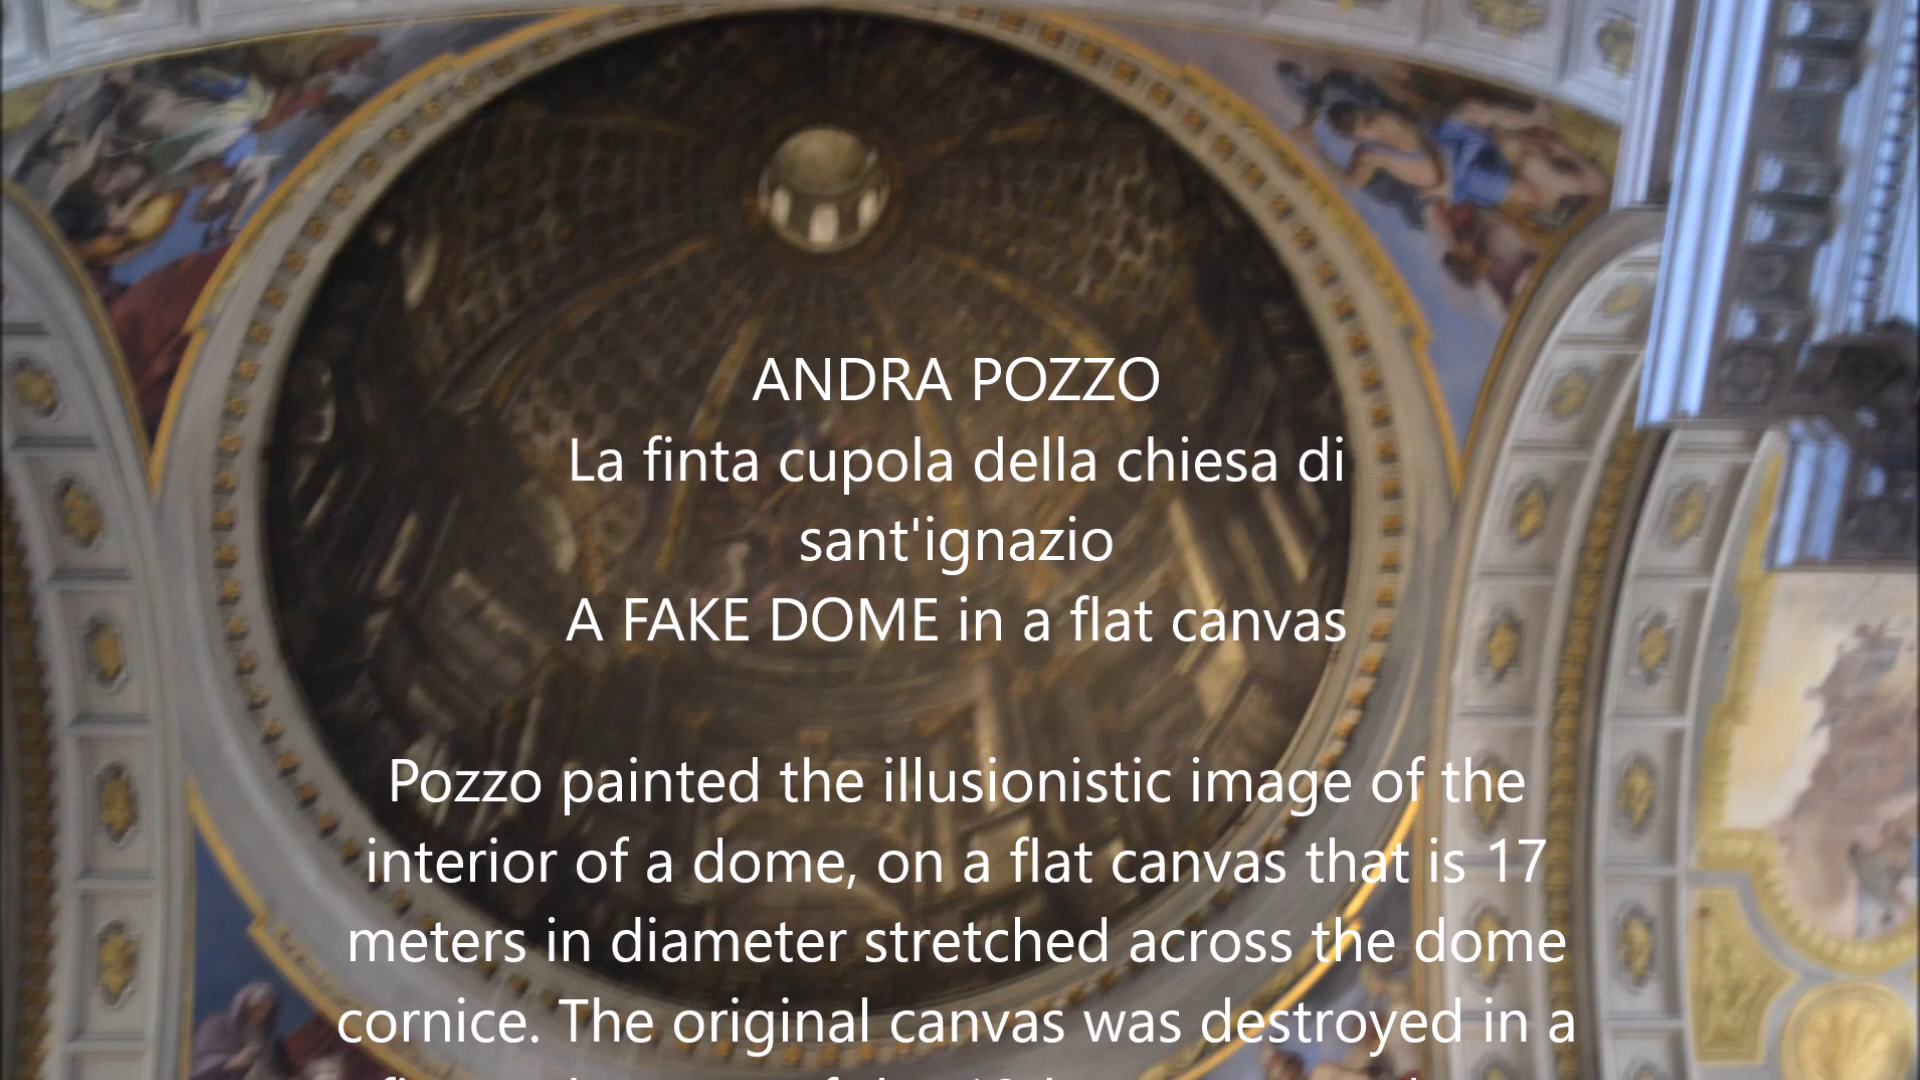 ANDRA POZZO
La finta cupola della chiesa di
sant'ignazio
A FAKE DOME in a flat canvas
Pozzo painted the illusionistic image of the
interior of a dome, on a flat canvas that is 17
meters in diameter stretched across the dome
cornice. The original canvas was destroyed in a